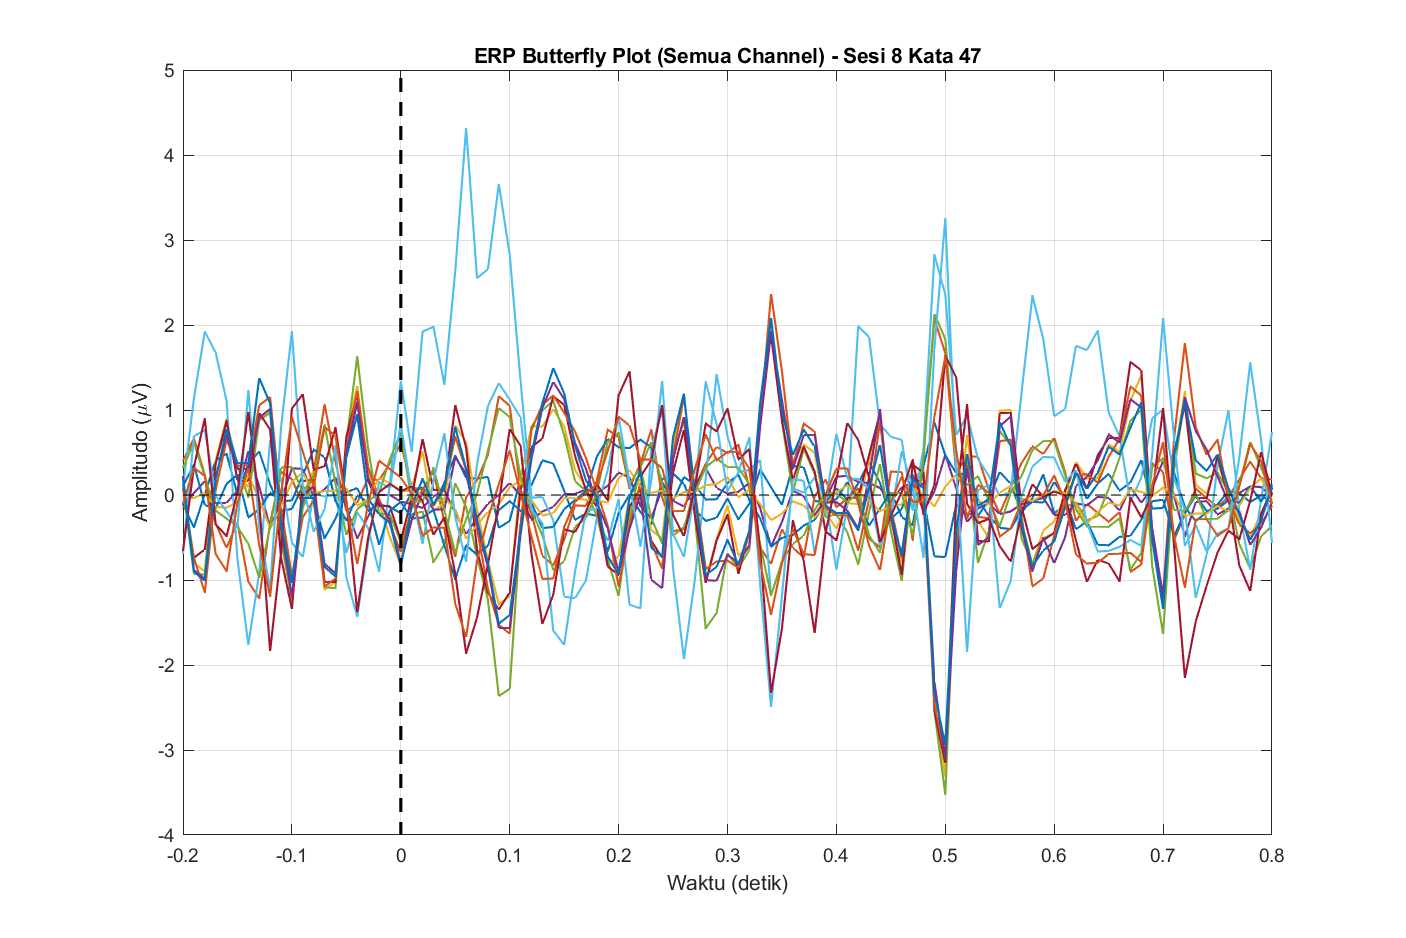 ERP Butterfly Plot (Semua Channel) - Sesi 8 Kata 47
Amplitudo (μV)
5
4
3
2
1
0
-1
-2
-3
-4
-0.2 -0.1 0 0.1 0.2 0.3 0.4 0.5 0.6 0.7 0.8
Waktu (detik)